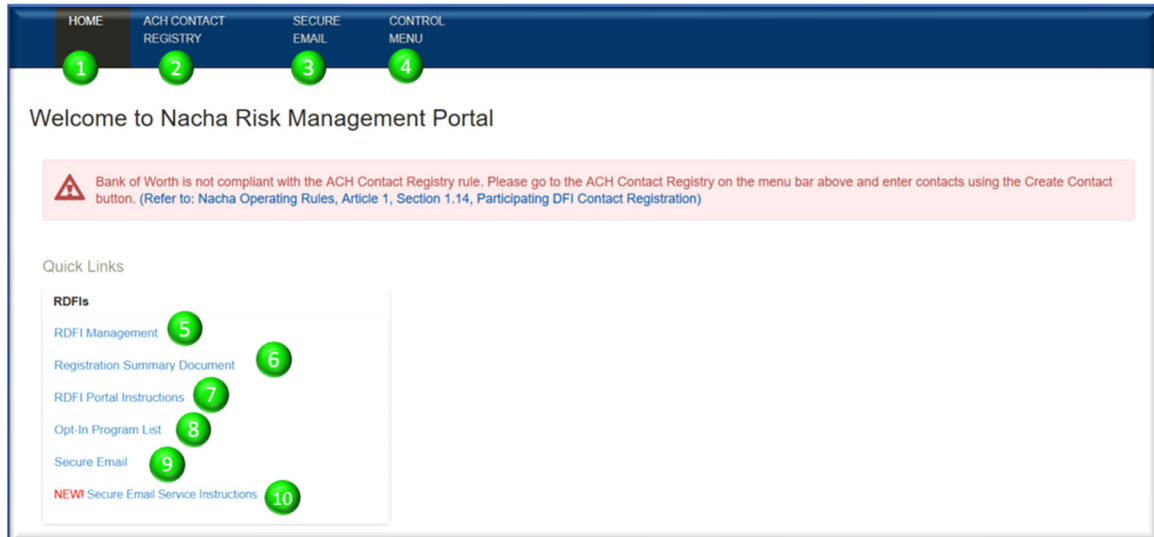 HOME
ACH CONTACT
REGISTRY
SECURE
EMAIL
CONTROL
MENU
1
2
3
4
Welcome to Nacha Risk Management Portal
Bank of Worth is not compliant with the ACH Contact Registry rule. Please go to the ACH Contact Registry on the menu bar above and enter contacts using the Create Contact
button. (Refer to: Nacha Operating Rules, Article 1, Section 1.14, Participating DFI Contact Registration)
Quick Links
RDFIs
RDFI Management 5
Registration Summary Document 6
RDFI Portal Instructions 7
Opt-In Program List 8
Secure Email 9
NEW! Secure Email Service Instructions 10